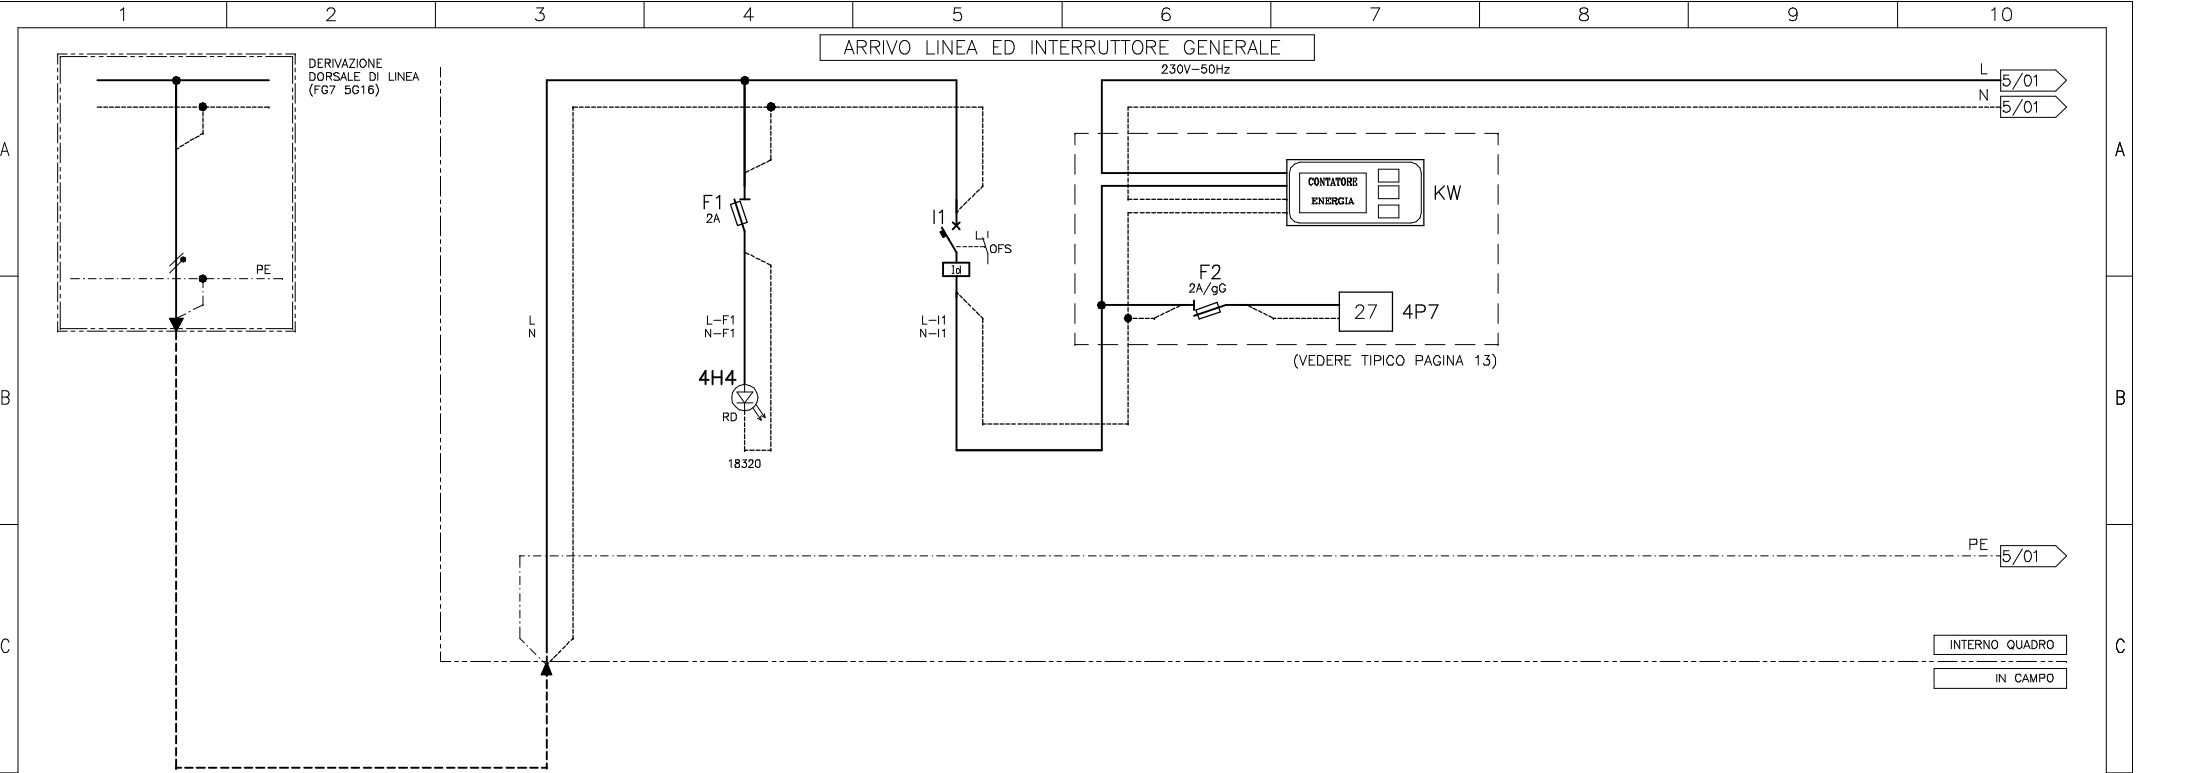 1 2 3 4 5 6 7 8 9 10
ARRIVO LINEA ED INTERRUTTORE GENERALE
230V-50Hz
DERIVAZIONE
DORSALE DI LINEA
(FG7 5G16)
L
5/01
N
5/01
A
A
CONTATORE
ENERGIA
KW
F1
2A
I1
OFS
Id
PE
F2
2A/gG
27
4P7
L
N
L-F1
N-F1
L-I1
N-I1
(VEDERE TIPICO PAGINA 13)
4H4
RD
B
B
18320
PE
5/01
C
C
INTERNO QUADRO
IN CAMPO